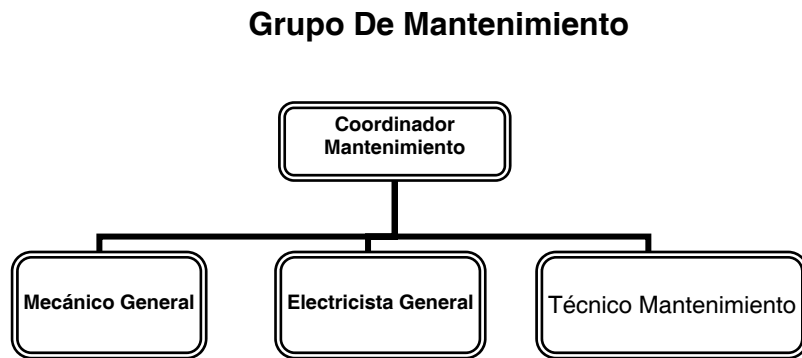 Grupo De Mantenimiento
Coordinador
Mantenimiento
Mecánico General
Electricista General
Técnico Mantenimiento